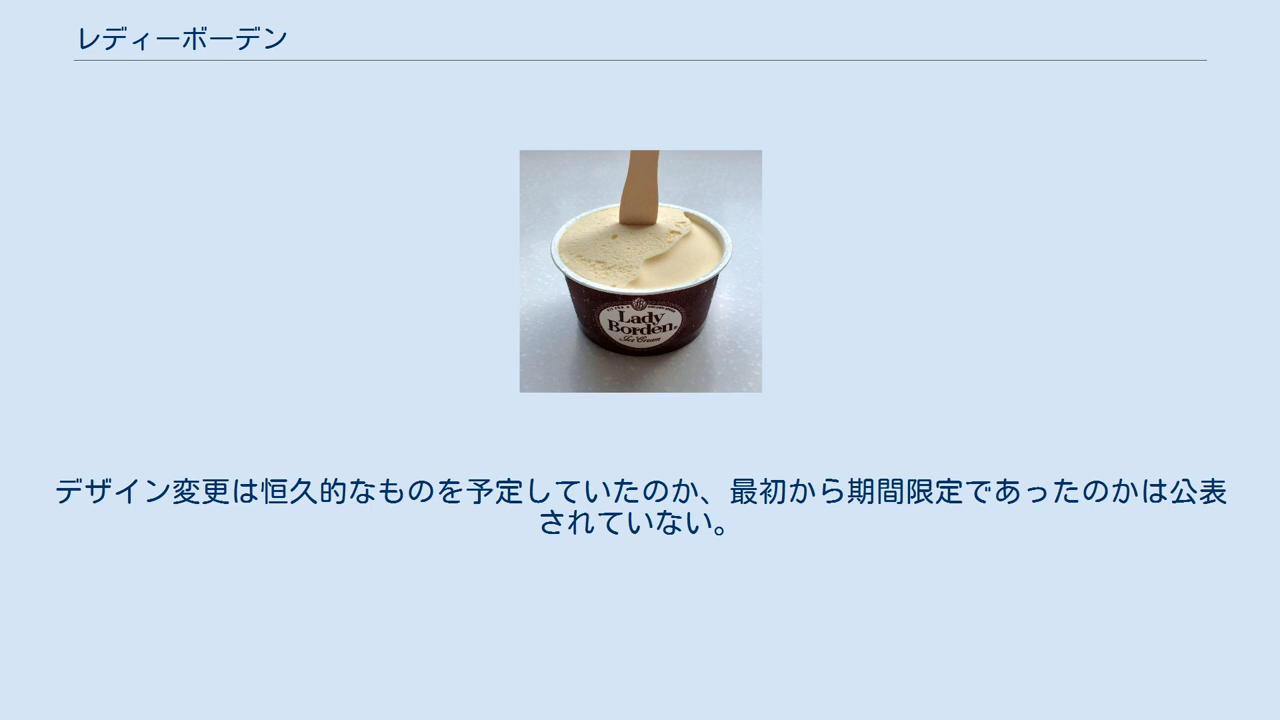 レディーボーデン
Lady
Borden
Ice Cream
デザイン変更は恒久的なものを予定していたのか、最初から期間限定であったのかは公表
されていない。